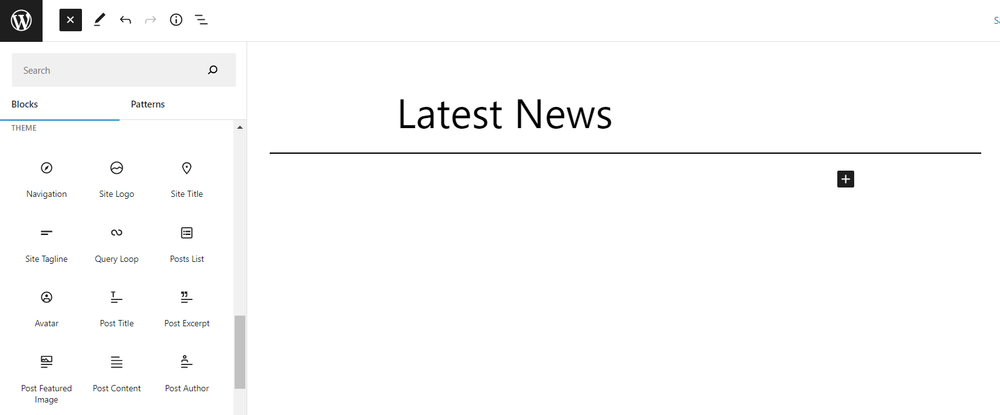 Sa
Search
Blocks
Patterns
THEME
Latest News
Navigation
Site Logo
Site Title
Site Tagline
Query Loop
Posts List
Avatar
Post Title
Post Excerpt
Post Featured
Image
Post Content
Post Author